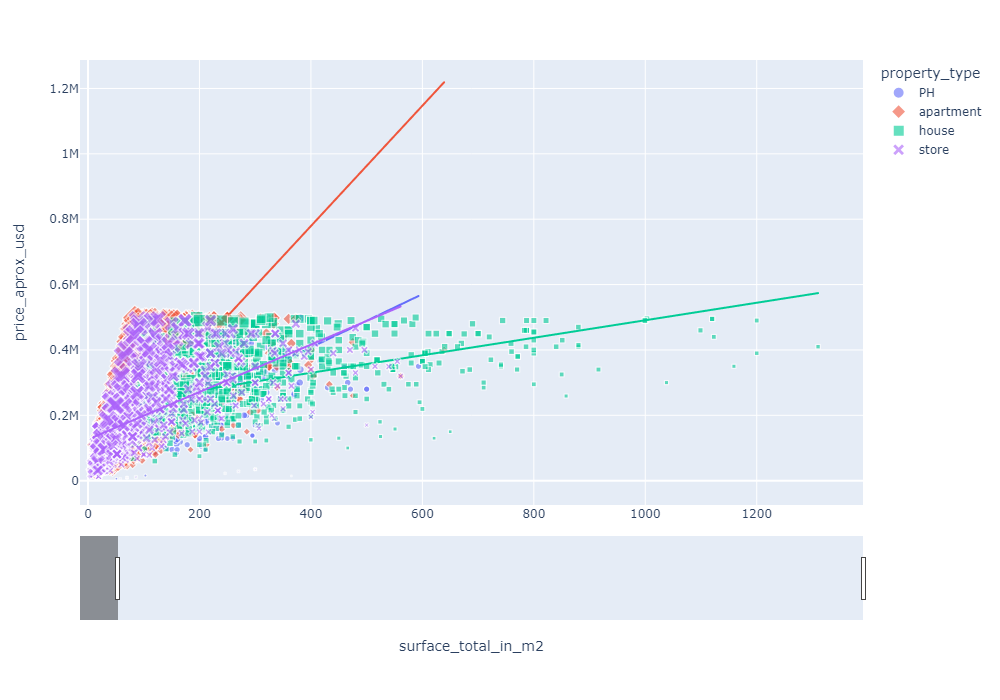 property_type
PH
apartment
house
store
price_aprox_usd
1.2M
1M
0.8M
0.6M
0.4M
0.2M
0
0 200 400 600 800 1000 1200
surface_total_in_m2